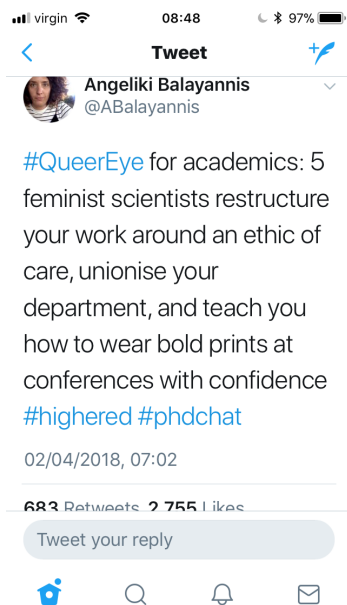 virgin 08:48 97%
Tweet
Angeliki Balayannis
@ABalayannis
#QueerEye for academics: 5
feminist scientists restructure
your work around an ethic of
care, unionise your
department, and teach you
how to wear bold prints at
conferences with confidence
#highered #phdchat
02/04/2018, 07:02
683 Retweets 2,755 Likes
Tweet your reply